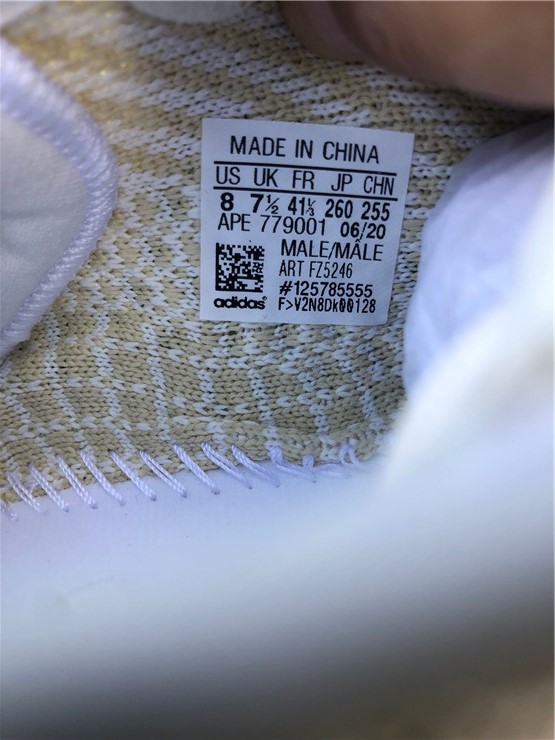 MADE IN CHINA
US UK FR JP CHN
8 7½ 41⅓ 260 255
APE 779001 06/20
MALE/MÂLE
ART FZ5246
#125785555
adidas® F>V2N8Dk00128